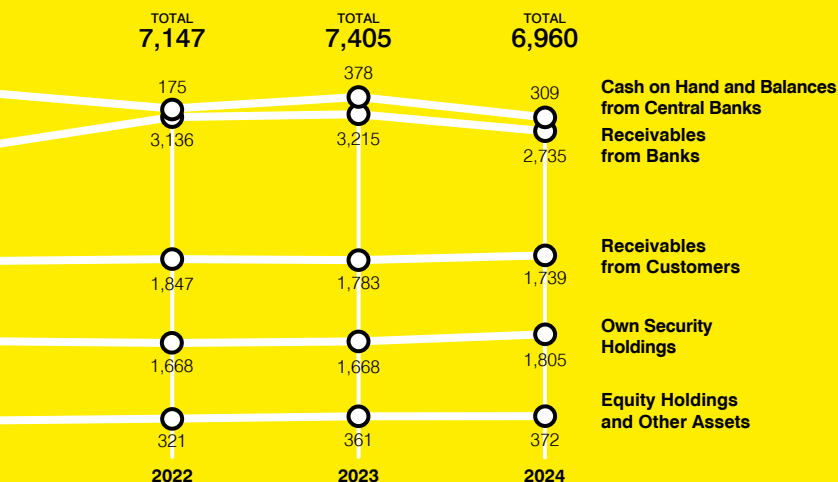 TOTAL TOTAL TOTAL
7,147 7,405 6,960
175 378 309
Cash on Hand and Balances
from Central Banks
3,136 3,215 2,735
Receivables
from Banks
Receivables
from Customers
1,847 1,783 1,739
Own Security
Holdings
1,668 1,668 1,805
Equity Holdings
and Other Assets
321 361 372
2022 2023 2024